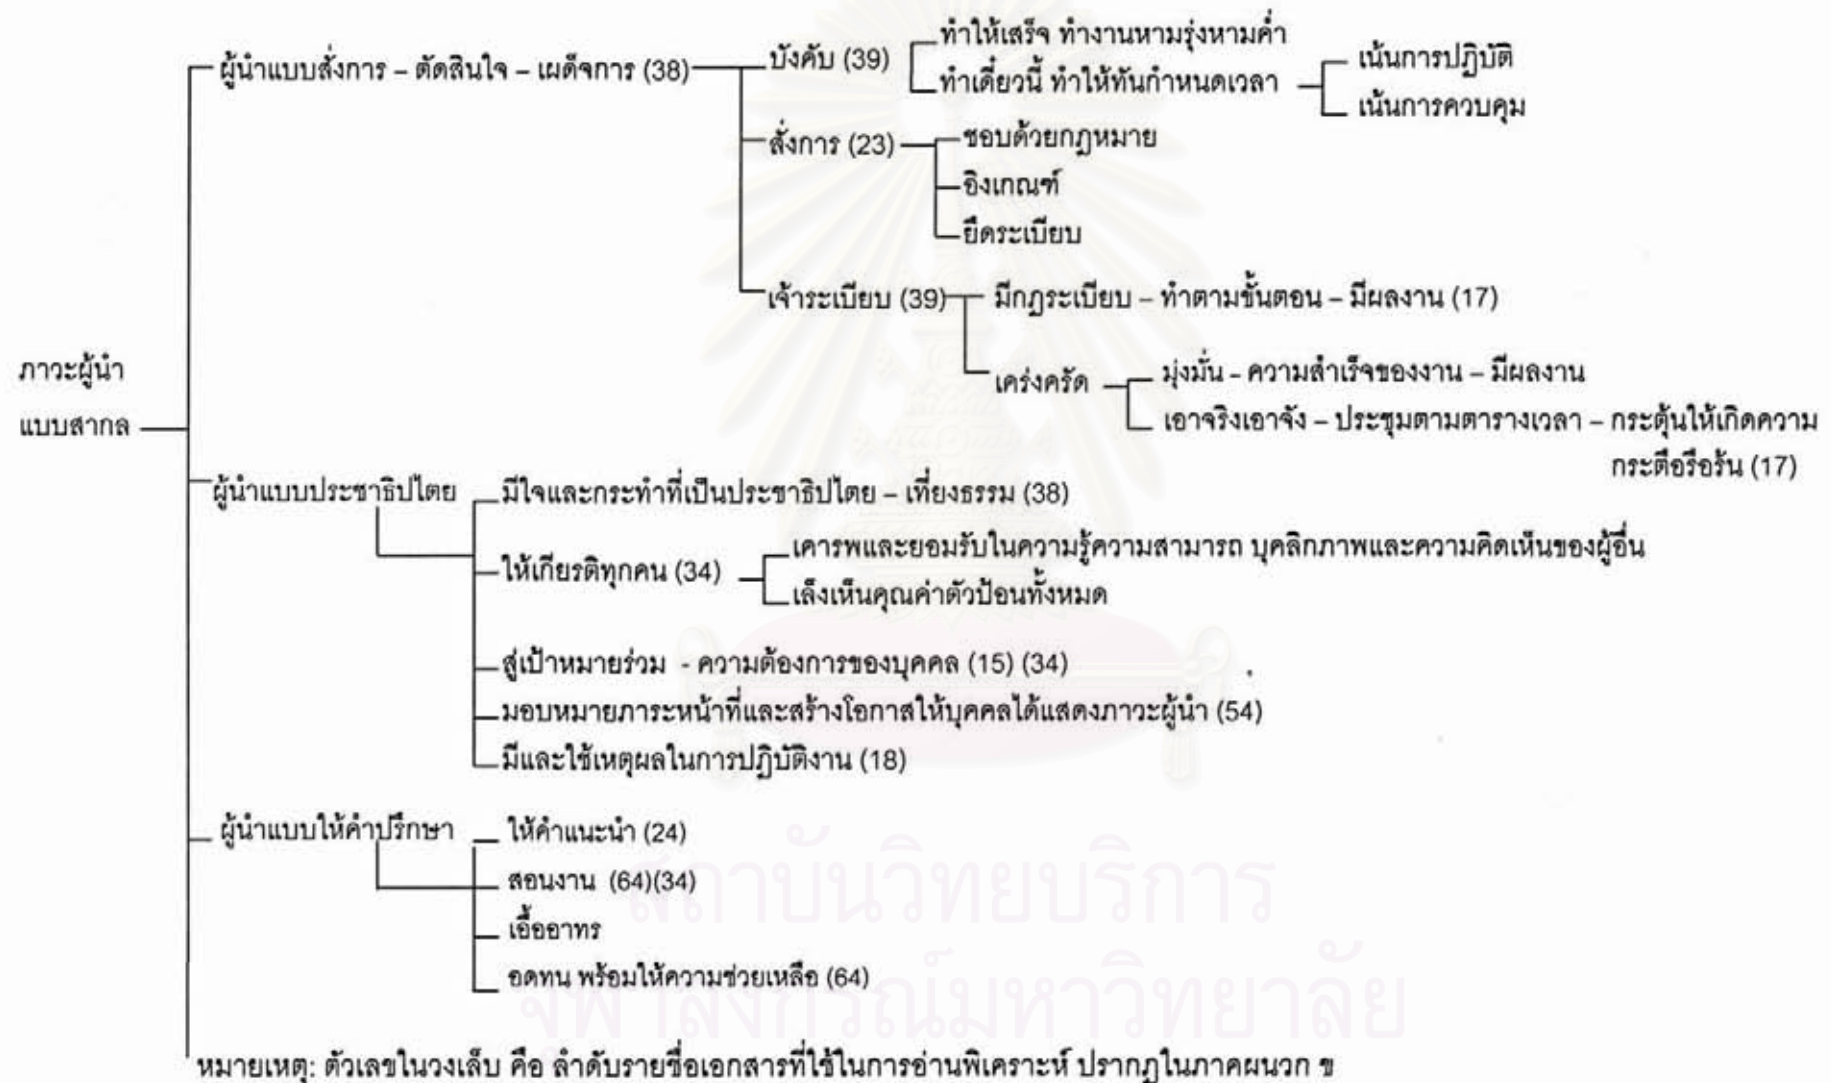 ผู้นำแบบสั่งการ – ตัดสินใจ – เผด็จการ (38)
บังคับ (39)
ทำให้เสร็จ ทำงานหามรุ่งหามค่ำ
ทำเดี๋ยวนี้ ทำให้ทันกำหนดเวลา
เน้นการปฏิบัติ
เน้นการควบคุม
สั่งการ (23)
ชอบด้วยกฎหมาย
อิงเกณฑ์
ยึดระเบียบ
เจ้าระเบียบ (39)
มีกฎระเบียบ – ทำตามขั้นตอน – มีผลงาน (17)
เคร่งครัด
มุ่งมั่น - ความสำเร็จของงาน – มีผลงาน
เอาจริงเอาจัง – ประชุมตามตารางเวลา – กระตุ้นให้เกิดความ
กระตือรือร้น (17)
ภาวะผู้นำ
แบบสากล
ผู้นำแบบประชาธิปไตย
มีใจและกระทำที่เป็นประชาธิปไตย – เที่ยงธรรม (38)
ให้เกียรติทุกคน (34)
เคารพและยอมรับในความรู้ความสามารถ บุคลิกภาพและความคิดเห็นของผู้อื่น
เล็งเห็นคุณค่าตัวป้อนทั้งหมด
สู่เป้าหมายร่วม - ความต้องการของบุคคล (15) (34)
มอบหมายภาระหน้าที่และสร้างโอกาสให้บุคคลได้แสดงภาวะผู้นำ (54)
มีและใช้เหตุผลในการปฏิบัติงาน (18)
ผู้นำแบบให้คำปรึกษา
ให้คำแนะนำ (24)
สอนงาน (64)(34)
เอื้ออาทร
อดทน พร้อมให้ความช่วยเหลือ (64)
สถาบันวิทยบริการ
จุฬาลงกรณ์มหาวิทยาลัย
หมายเหตุ: ตัวเลขในวงเล็บ คือ ลำดับรายชื่อเอกสารที่ใช้ในการอ่านพิเคราะห์ ปรากฏในภาคผนวก ข